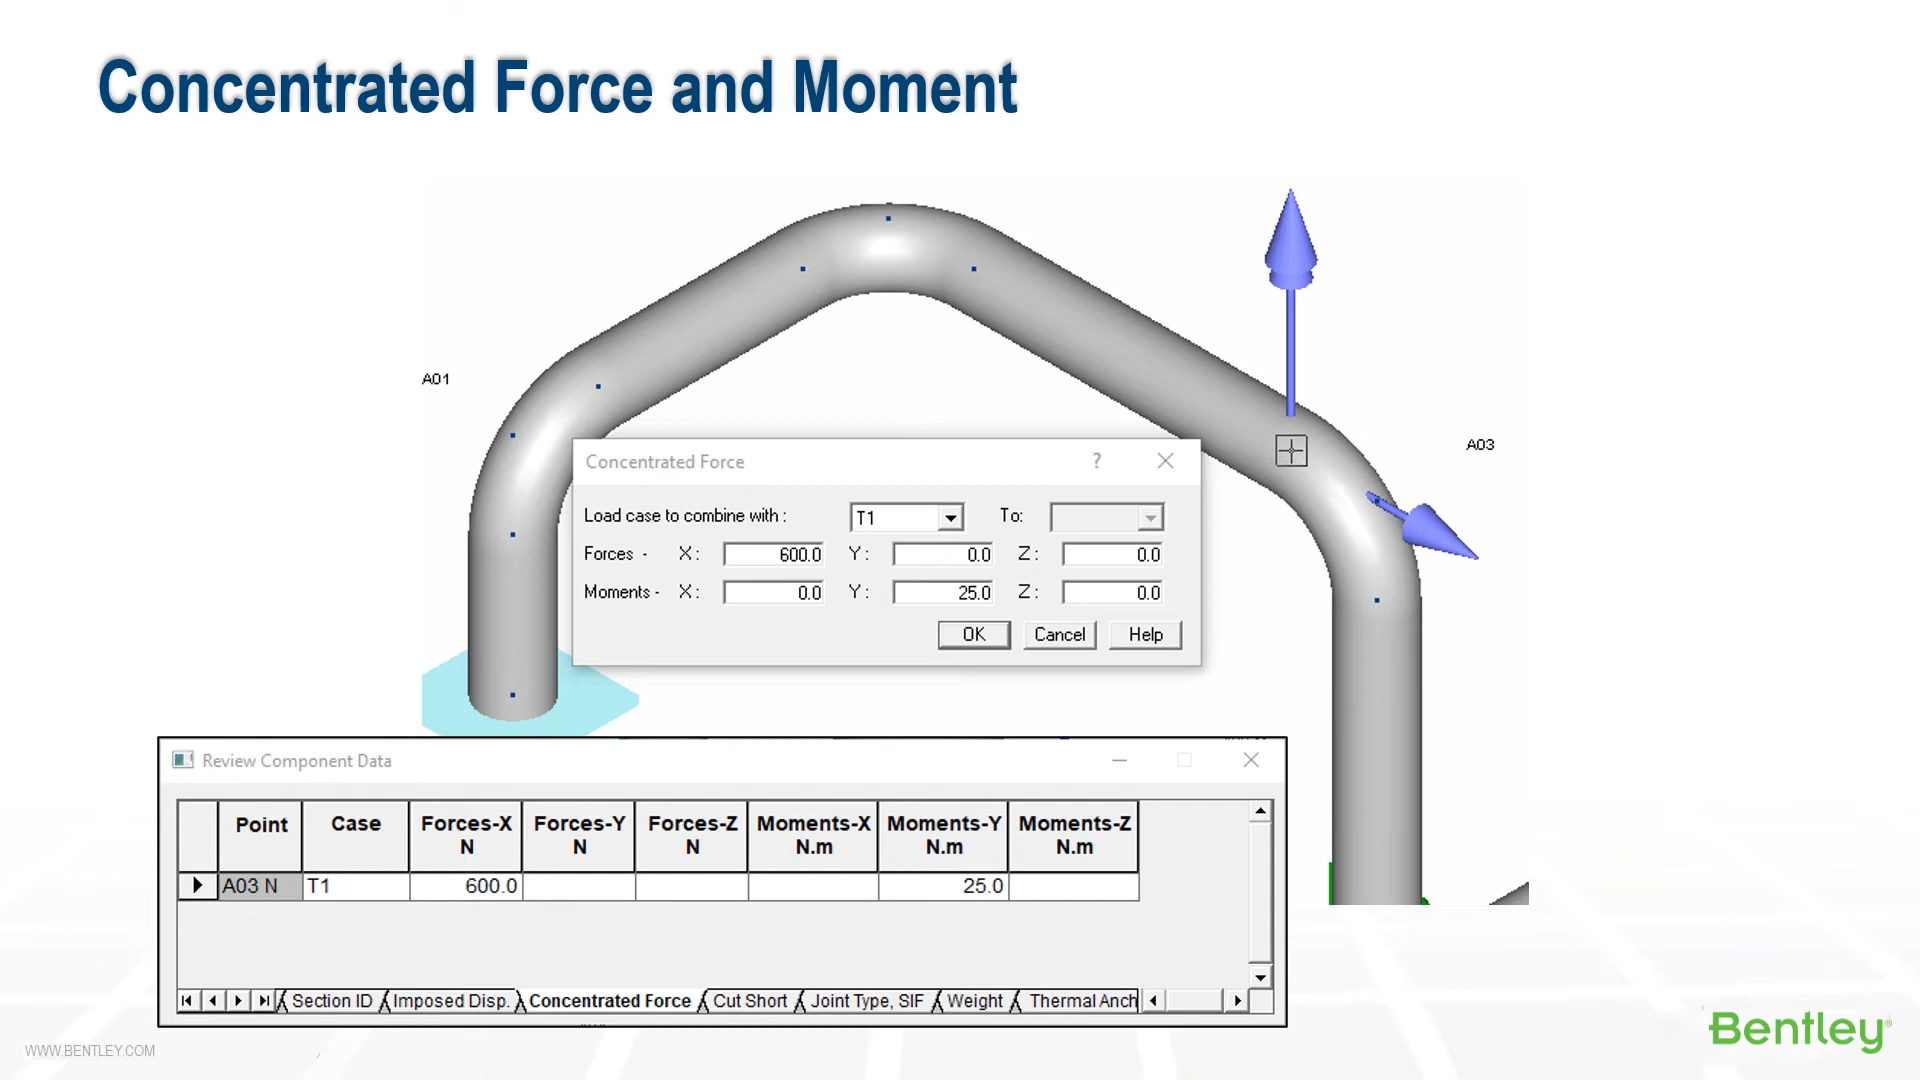 Concentrated Force and Moment
A01
A03
Concentrated Force ?
Load case to combine with : T1 To:
Forces - X : 600.0 Y : 0.0 Z : 0.0
Moments - X : 0.0 Y : 25.0 Z : 0.0
OK Cancel Help
Review Component Data
Point Case Forces-X Forces-Y Forces-Z Moments-X Moments-Y Moments-Z
N N N N.m N.m N.m
A03 N T1 600.0 25.0
Section ID Imposed Disp. Concentrated Force Cut Short Joint Type, SIF Weight Thermal Anch
WWW.BENTLEY.COM
Bentley®